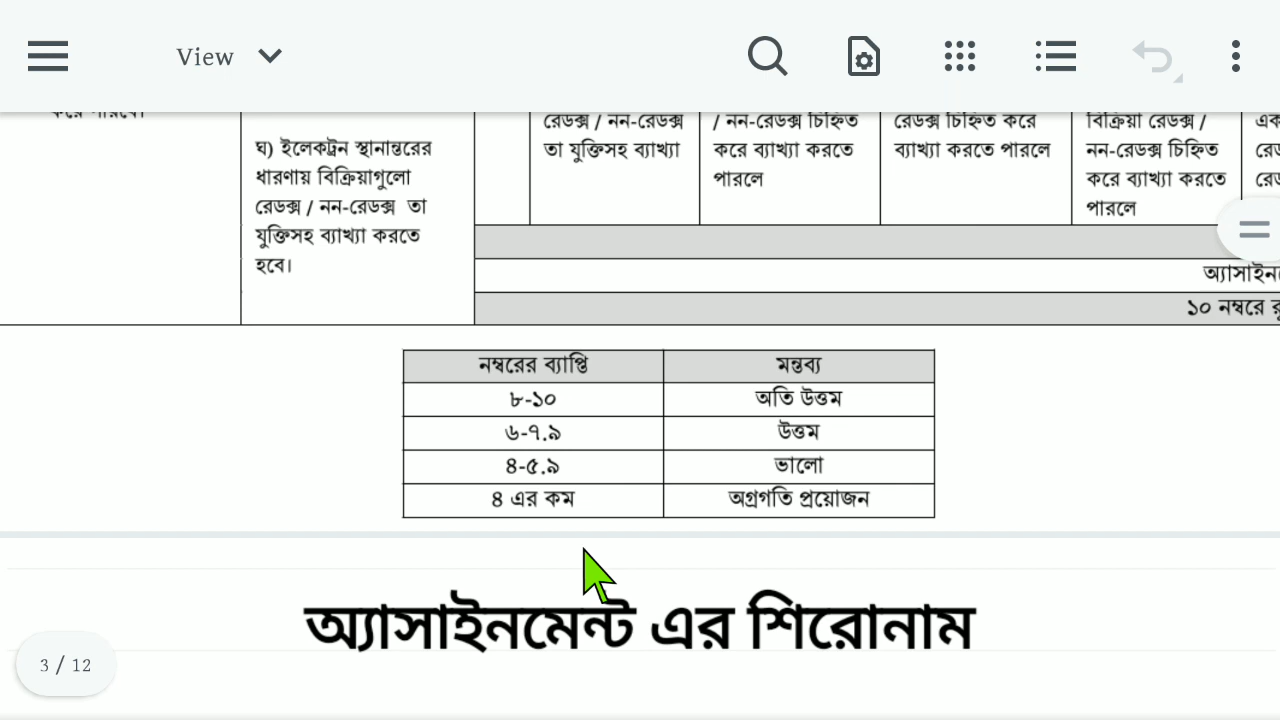 View
রেডক্স / নন-রেডক্স
তা যুক্তিসহ ব্যাখ্যা
/ নন-রেডক্স চিহ্নিত
করে ব্যাখ্যা করতে
পারলে
রেডক্স চিহ্নিত করে
ব্যাখ্যা করতে পারলে
বিক্রিয়া রেডক্স /
নন-রেডক্স চিহ্নিত
করে ব্যাখ্যা করতে
পারলে
ঘ) ইলেকট্রন স্থানান্তরের
ধারণায় বিক্রিয়াগুলো
রেডক্স / নন-রেডক্স তা
যুক্তিসহ ব্যাখ্যা করতে
হবে।
১০ নম্বরে
নম্বরের ব্যাপ্তি মন্তব্য
৮-১০ অতি উত্তম
৬-৭.৯ উত্তম
৪-৫.৯ ভালো
৪ এর কম অগ্রগতি প্রয়োজন
অ্যাসাইনমেন্ট এর শিরোনাম
3 / 12